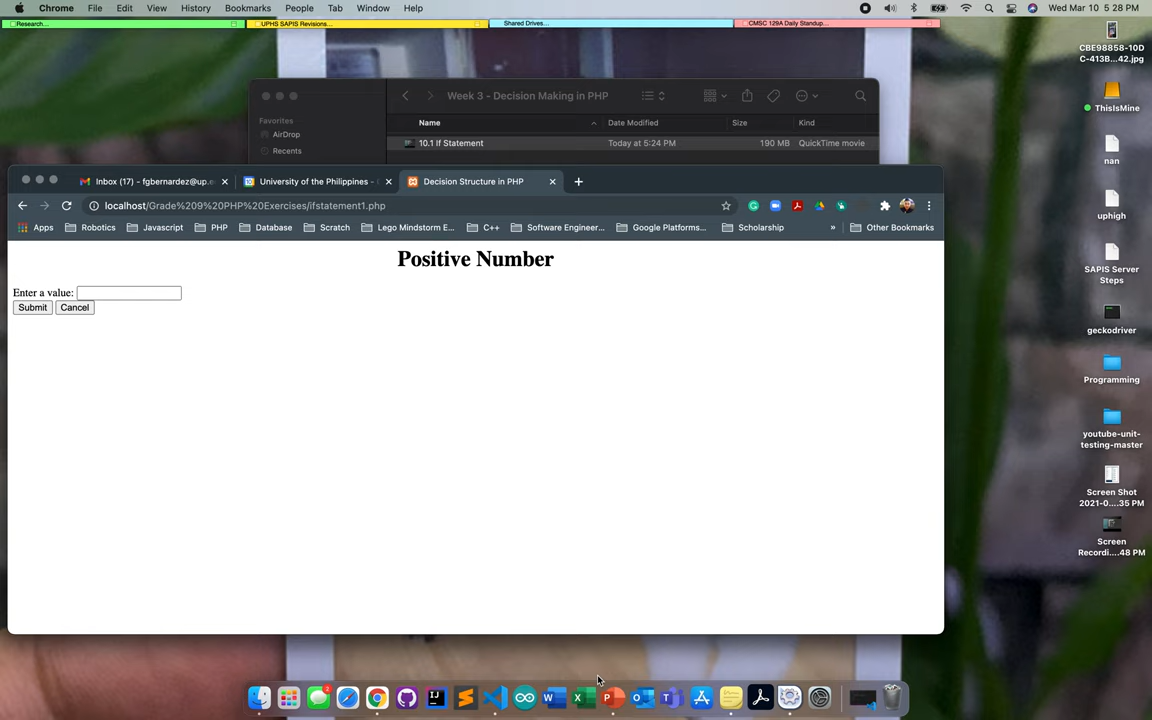 Chrome File Edit View History Bookmarks People Tab Window Help Wed Mar 10 5:28 PM
Research... UPHS SAPIS Revisions... Shared Drives... CMSC 129A Daily Standup...
CBE98858-10D
C-413B...42.jpg
Week 3 - Decision Making in PHP
ThisIsMine
Favorites Name Date Modified Size Kind
AirDrop 10.1 If Statement Today at 5:24 PM 190 MB QuickTime movie
Recents
nan
Inbox (17) - fgbernardez@up.e University of the Philippines - Decision Structure in PHP
localhost/Grade%209%20PHP%20Exercises/ifstatement1.php
uphigh
Apps Robotics Javascript PHP Database Scratch Lego Mindstorm E... C++ Software Engineer... Google Platforms... Scholarship » Other Bookmarks
Positive Number
SAPIS Server
Steps
Enter a value:
Submit Cancel
geckodriver
Programming
youtube-unit-
testing-master
Screen Shot
2021-0....35 PM
Screen
Recordi....48 PM
2